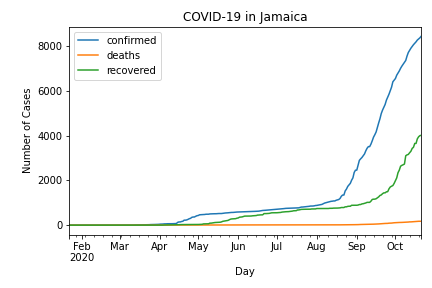 COVID-19 in Jamaica
confirmed
deaths
recovered
Number of Cases
8000
6000
4000
2000
0
Feb Mar Apr May Jun Jul Aug Sep Oct
2020
Day